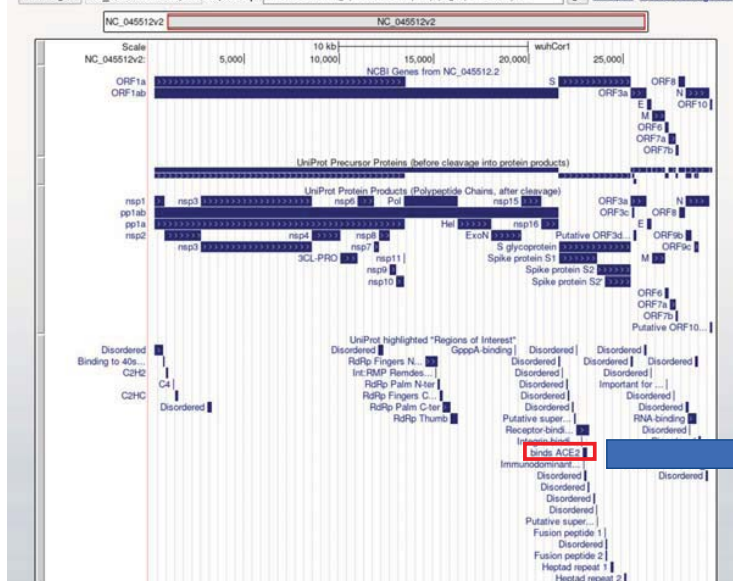 NC_045512v2 NC_045512v2
Scale 10 kb wuhCor1
NC_045512v2: 5,000 10,000 15,000 20,000 25,000
NCBI Genes from NC_045512.2
ORF1a S ORF8
ORF1ab ORF3a N
E ORF10
M
ORF6
ORF7a
ORF7b
UniProt Precursor Proteins (before cleavage into protein products)
UniProt Protein Products (Polypeptide Chains, after cleavage)
nsp1 nsp3 nsp6 Pol nsp15 ORF3a N
pp1ab ORF3c ORF8
pp1a Hel nsp16 E
nsp2 nsp4 nsp8 ExoN Putative ORF3d... ORF9b
nsp3 nsp7 S glycoprotein ORF9c
3CL-PRO nsp11 Spike protein S1 M
nsp9 Spike protein S2
nsp10 Spike protein S2'
ORF6
ORF7a
ORF7b
Putative ORF10...
UniProt highlighted "Regions of Interest"
Disordered Disordered GpppA-binding Disordered Disordered
Binding to 40s... RdRp Fingers N... Disordered Disordered Disordered
C2H2 Int:RMP Remdes... Disordered Disordered
C4 RdRp Palm N-ter Disordered Important for ...
C2HC RdRp Fingers C... Disordered Disordered
Disordered RdRp Palm C-ter Disordered Disordered
RdRp Thumb Putative super... RNA-binding
Receptor-bindi... Disordered
Integrin-bindi...
binds ACE2
Immunodominant...
Disordered Disordered
Disordered
Disordered
Disordered
Putative super...
Fusion peptide 1
Disordered
Fusion peptide 2
Heptad repeat 1
Heptad repeat 2